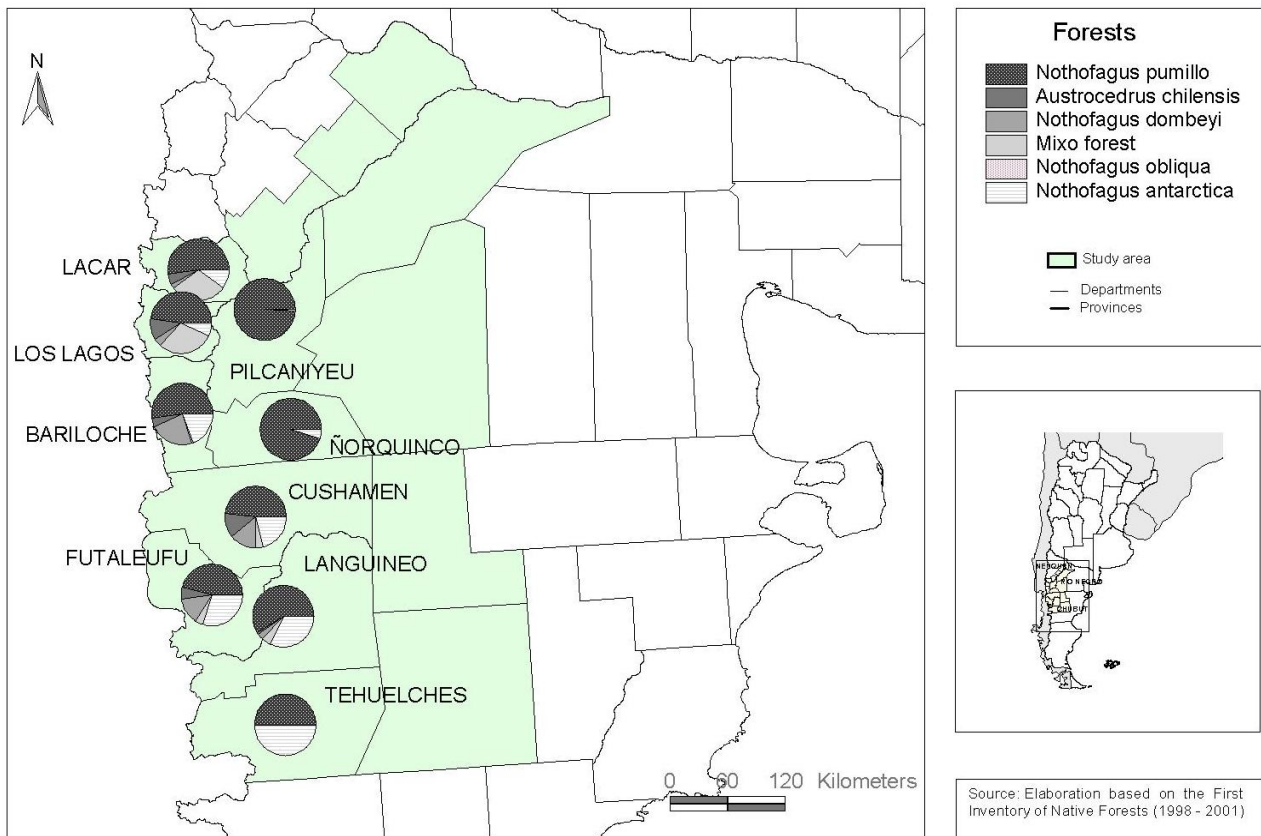 N
LACAR
LOS LAGOS
PILCANIYEU
BARILOCHE
ÑORQUINCO
CUSHAMEN
FUTALEUFU
LANGUINEO
TEHUELCHES
0 60 120 Kilometers
Forests
Nothofagus pumillo
Austrocedrus chilensis
Nothofagus dombeyi
Mixo forest
Nothofagus obliqua
Nothofagus antarctica
Study area
Departments
Provinces
NEUQUEN
RIO NEGRO
CHUBUT
Source: Elaboration based on the First
Inventory of Native Forests (1998 - 2001)